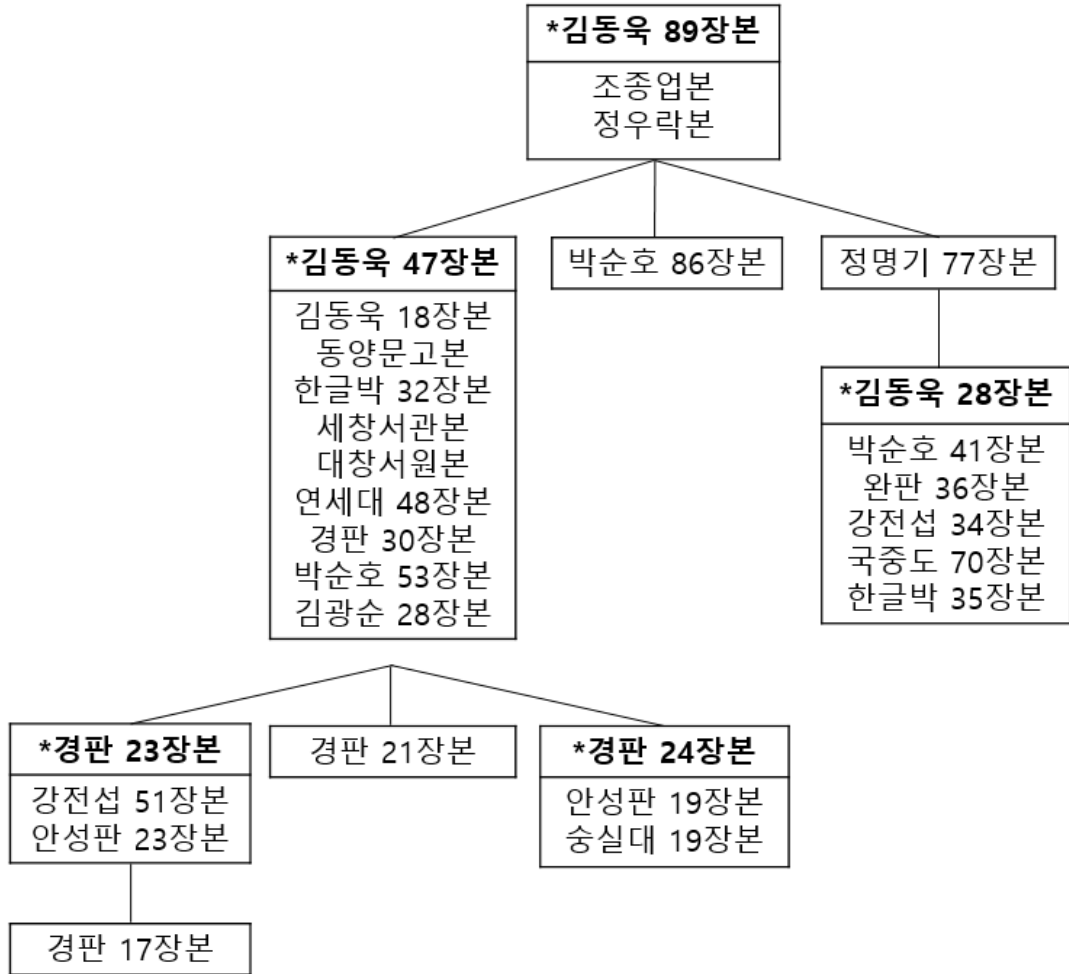 *김동욱 89장본
조종업본
정우락본
*김동욱 47장본
김동욱 18장본
동양문고본
한글박 32장본
세창서관본
대창서원본
연세대 48장본
경판 30장본
박순호 53장본
김광순 28장본
박순호 86장본
정명기 77장본
*김동욱 28장본
박순호 41장본
완판 36장본
강전섭 34장본
국중도 70장본
한글박 35장본
*경판 23장본
강전섭 51장본
안성판 23장본
경판 21장본
*경판 24장본
안성판 19장본
숭실대 19장본
경판 17장본